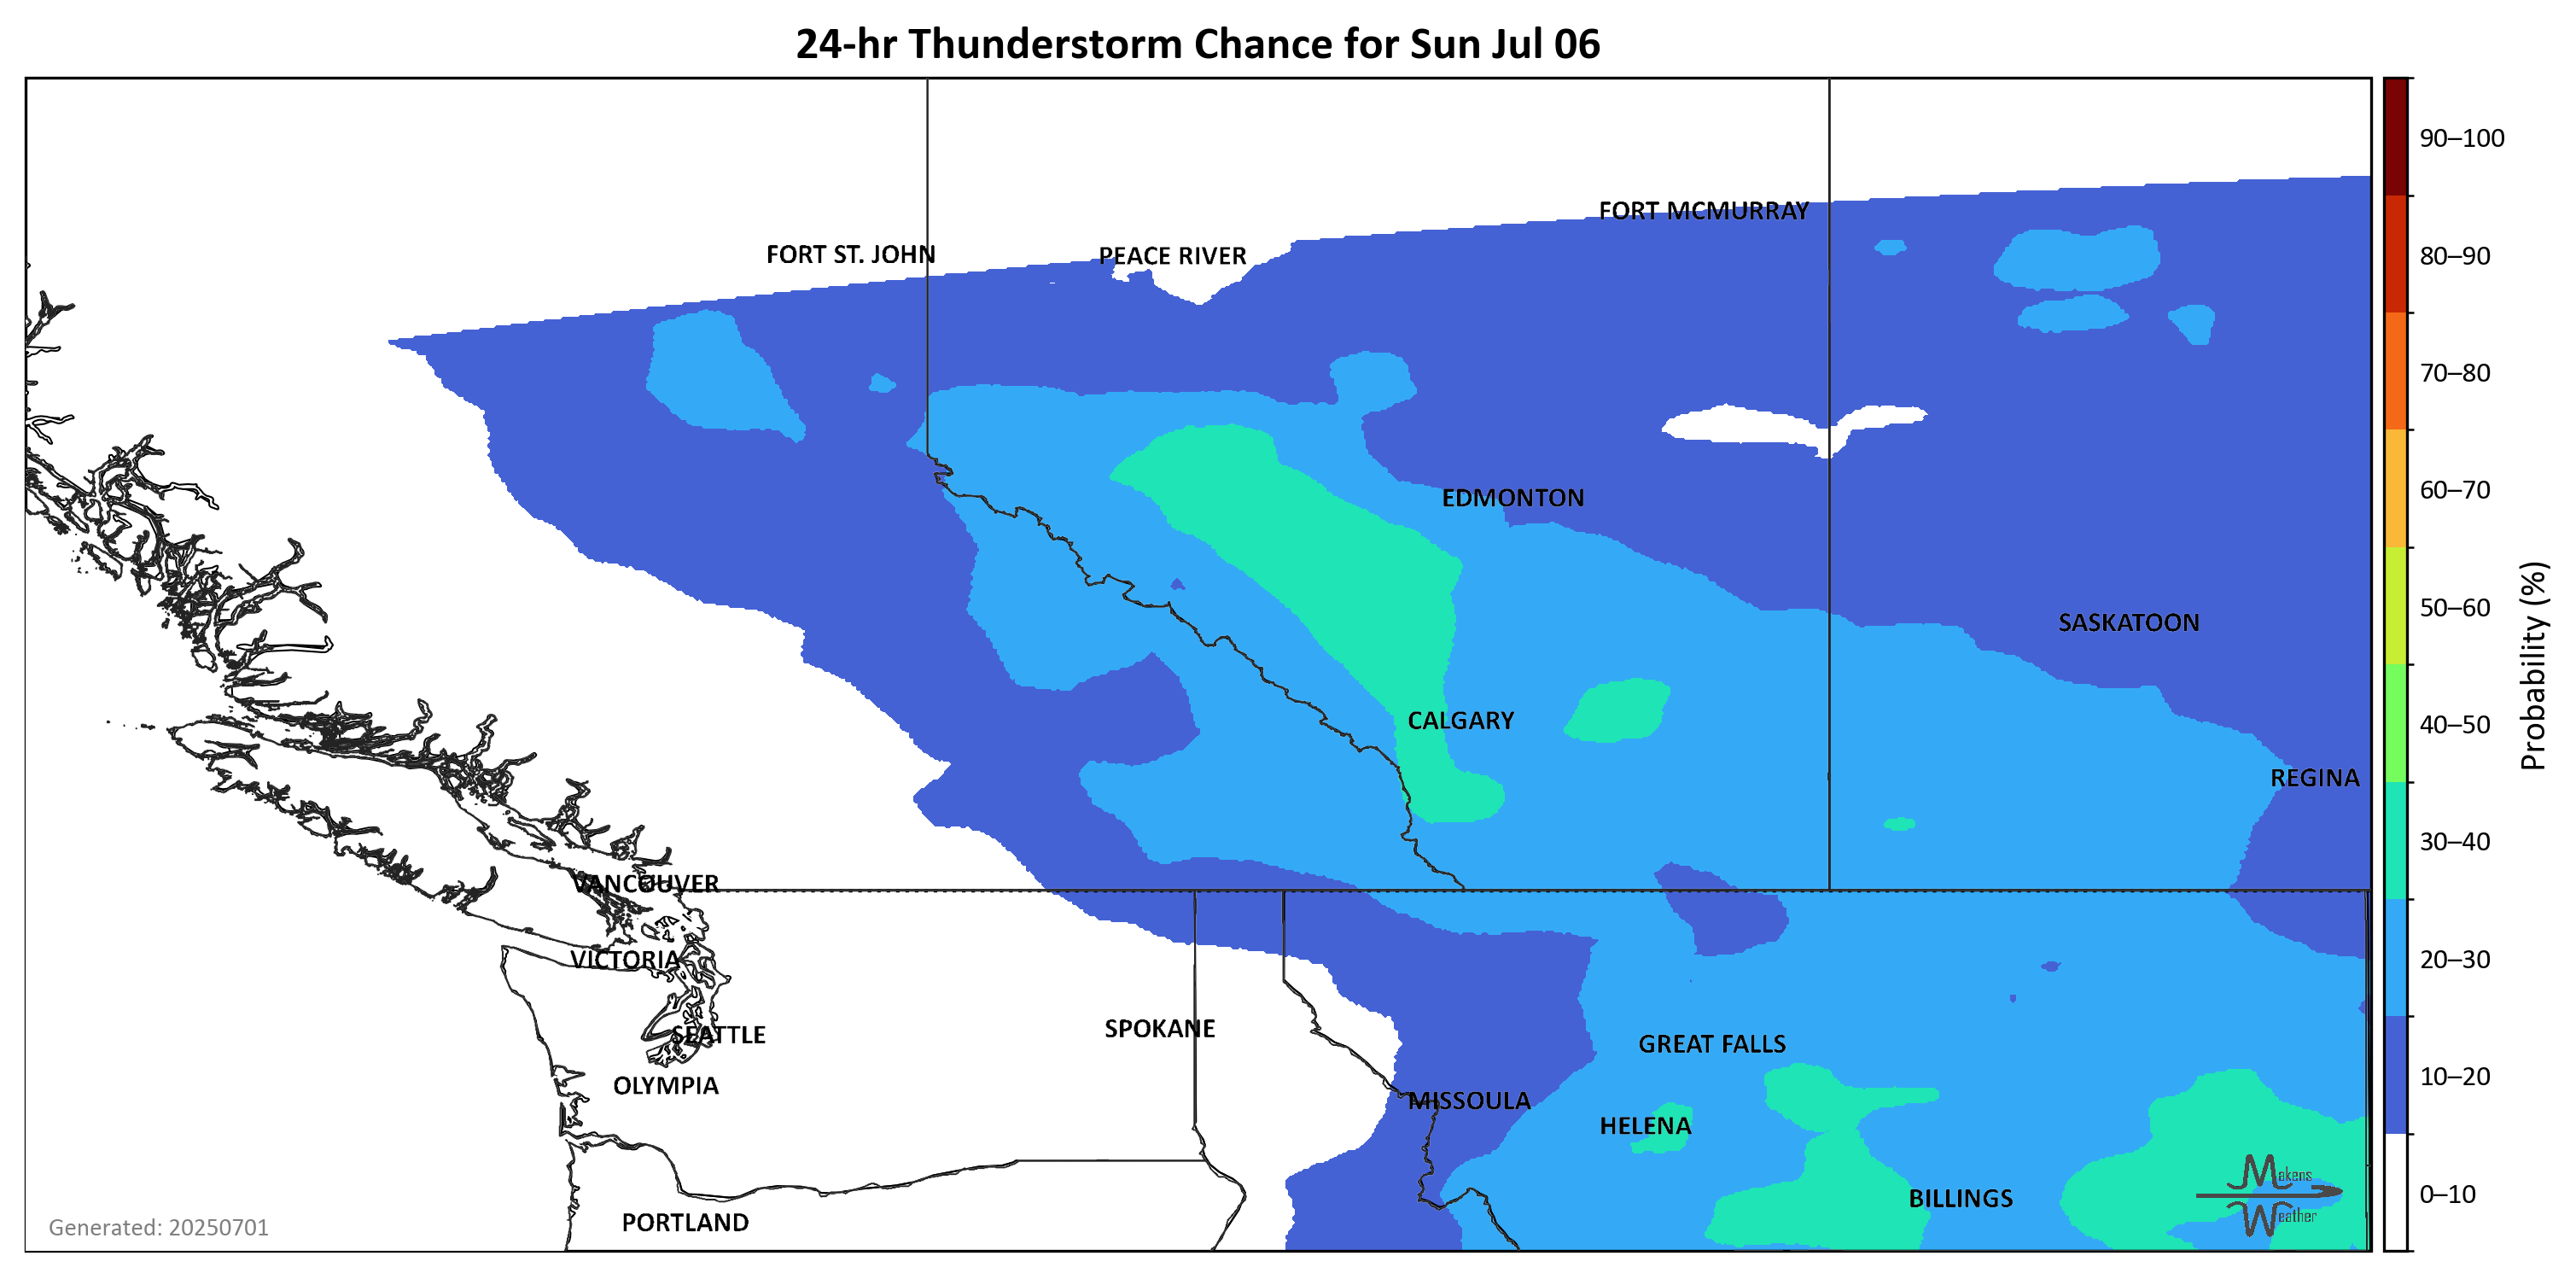 24-hr Thunderstorm Chance for Sun Jul 06
90–100
FORT MCMURRAY
FORT ST. JOHN
PEACE RIVER
80–90
70–80
EDMONTON
60–70
SASKATOON
50–60
Probability (%)
CALGARY
40–50
REGINA
30–40
VANCOUVER
VICTORIA
20–30
SPOKANE
SEATTLE
GREAT FALLS
OLYMPIA
10–20
MISSOULA
HELENA
Makens
Weather
BILLINGS
0–10
PORTLAND
Generated: 20250701